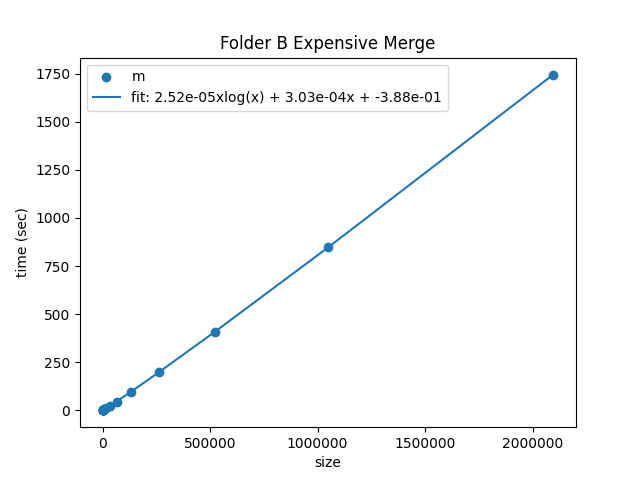 Folder B Expensive Merge
m
fit: 2.52e-05xlog(x) + 3.03e-04x + -3.88e-01
1750
1500
1250
1000
750
500
250
0
time (sec)
0 500000 1000000 1500000 2000000
size